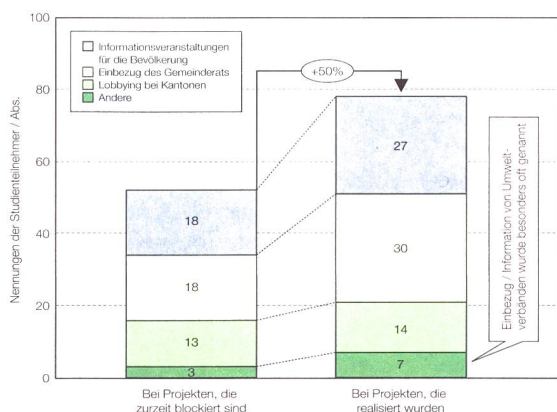 100
80
60
40
20
0
Nennungen der Studienteilnehmer / Abs.
Informationsveranstaltungen
für die Bevölkerung
Einbezug des Gemeinderats
Lobbying bei Kantonen
Andere
+50%
18
18
13
3
27
30
14
7
Einbezug / Information von Umwelt-
verbänden wurde besonders oft genannt
Bei Projekten, die
zurzeit blockiert sind
Bei Projekten, die
realisiert wurden